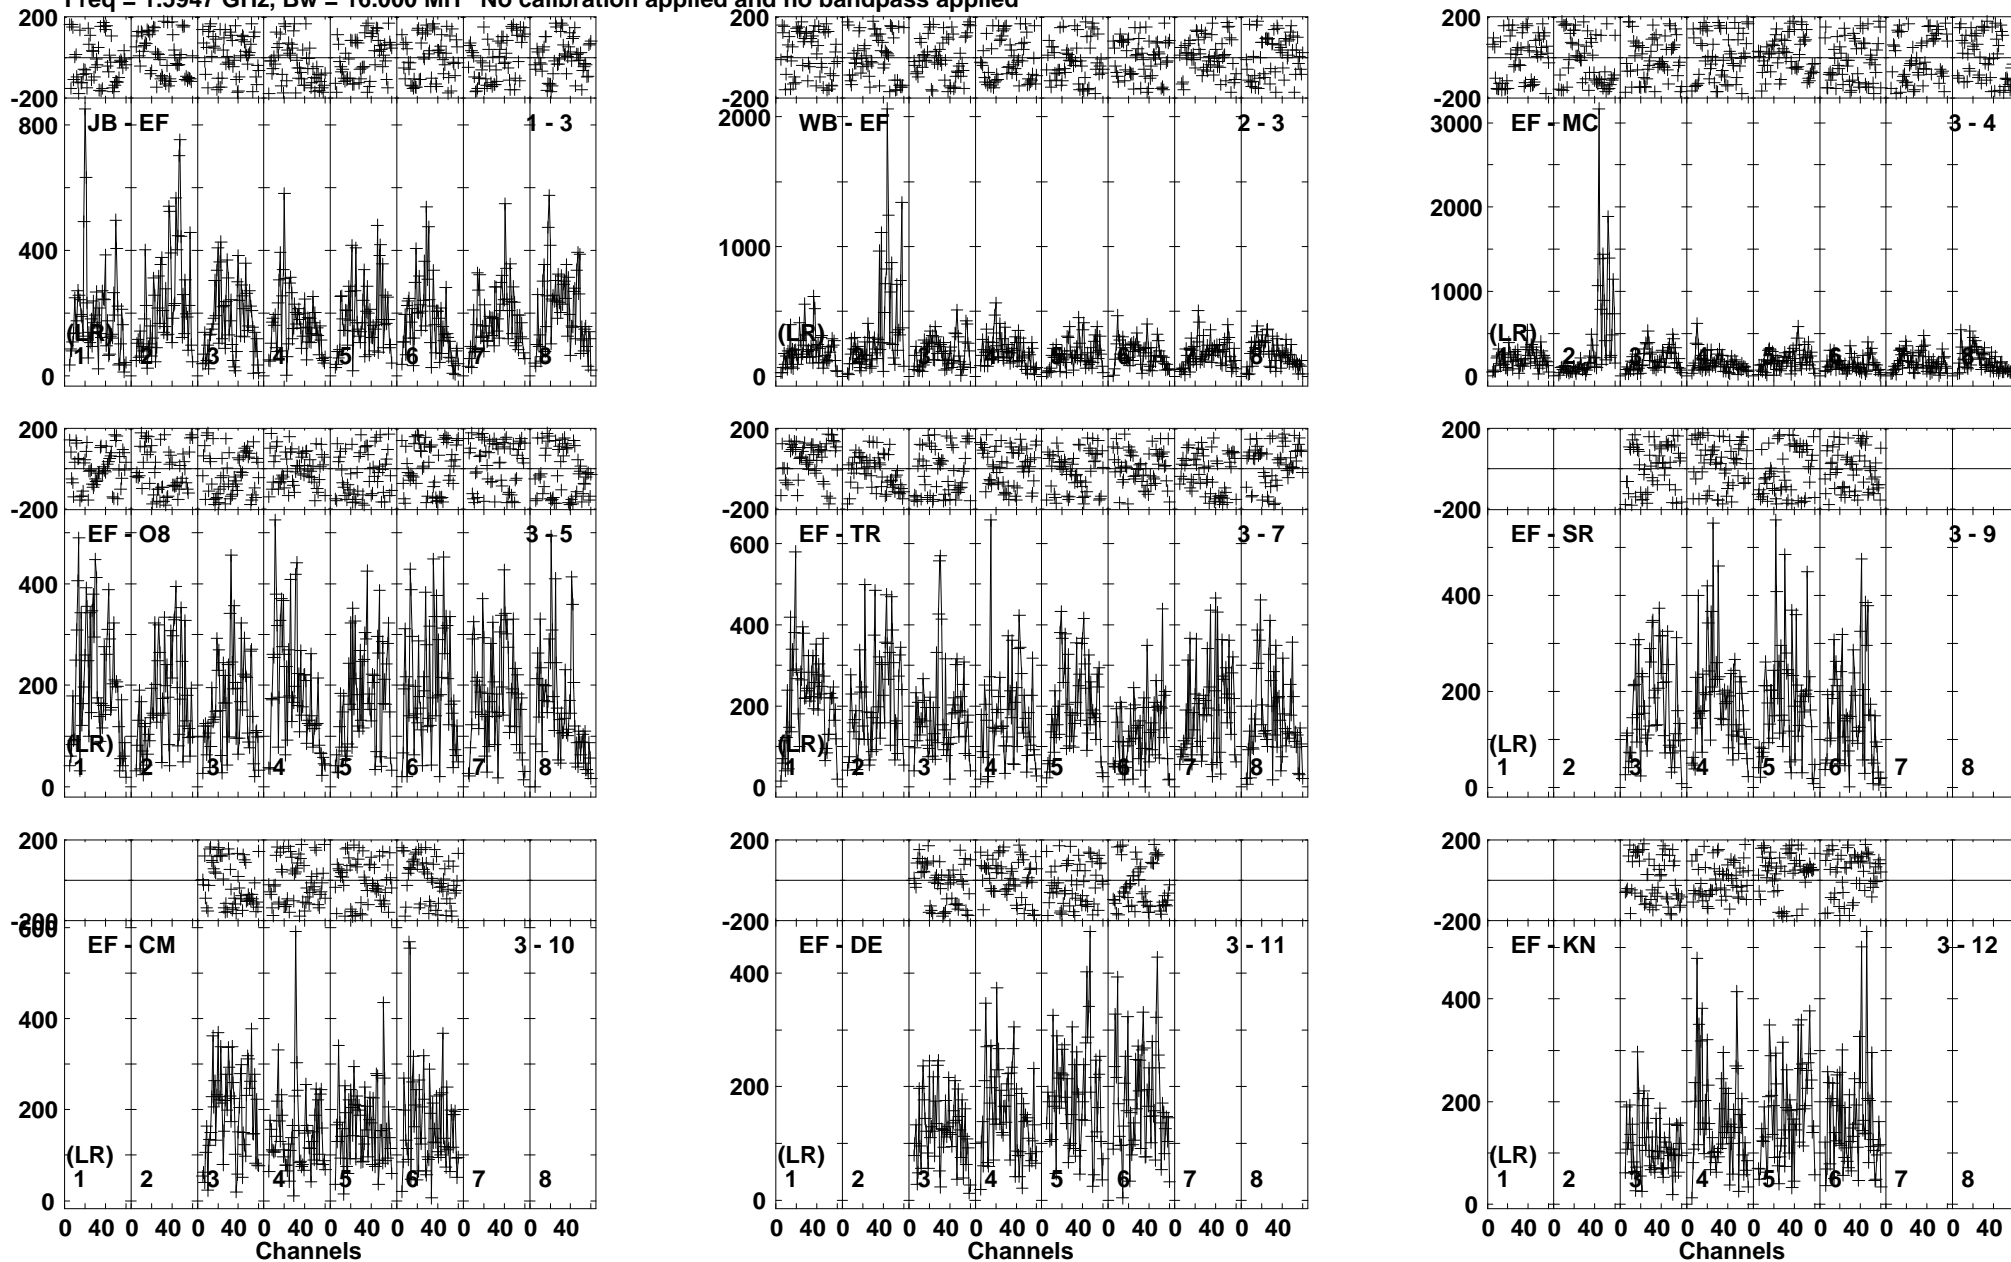 Freq = 1.5947 GHz, Bw = 16.000 MH No calibration applied and no bandpass applied
200
-200
800
400
0
JB - EF
1 - 3
(LR)
1 2 3 4 5 6 7 8
200
-200
2000
1000
0
WB - EF
2 - 3
(LR)
1 2 3 4 5 6 7 8
200
-200
3000
2000
1000
0
EF - MC
3 - 4
(LR)
1 2 3 4 5 6 7 8
200
-200
400
200
0
EF - O8
3 - 5
(LR)
1 2 3 4 5 6 7 8
200
-200
600
400
200
0
EF - TR
3 - 7
(LR)
1 2 3 4 5 6 7 8
200
-200
400
200
0
EF - SR
3 - 9
(LR)
1 2 3 4 5 6 7 8
200
-200
600
400
200
0
EF - CM
3 - 10
(LR)
1 2 3 4 5 6 7 8
0 40 0 40 0 40 0 40 0 40 0 40 0 40 0 40
Channels
200
-200
400
200
0
EF - DE
3 - 11
(LR)
1 2 3 4 5 6 7 8
0 40 0 40 0 40 0 40 0 40 0 40 0 40 0 40
Channels
200
-200
400
200
0
EF - KN
3 - 12
(LR)
1 2 3 4 5 6 7 8
0 40 0 40 0 40 0 40 0 40 0 40 0 40 0 40
Channels